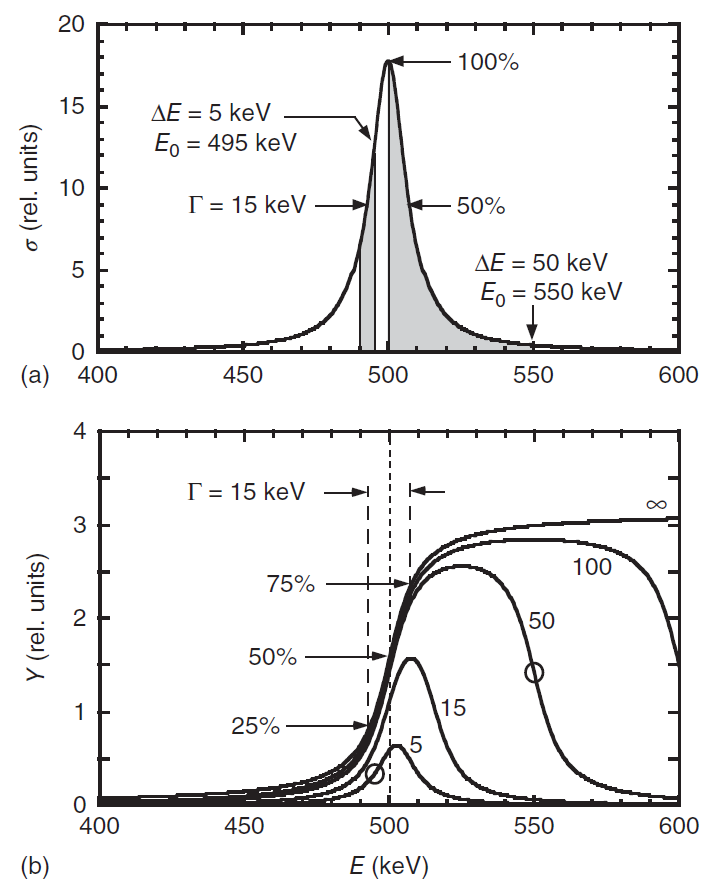 20
15
10
5
0
σ (rel. units)
100%
ΔE = 5 keV
E0 = 495 keV
Γ = 15 keV
50%
ΔE = 50 keV
E0 = 550 keV
(a)
400
450
500
550
600
4
3
2
1
0
Y (rel. units)
Γ = 15 keV
∞
100
75%
50
50%
15
25%
5
400
450
500
550
600
(b)
E (keV)